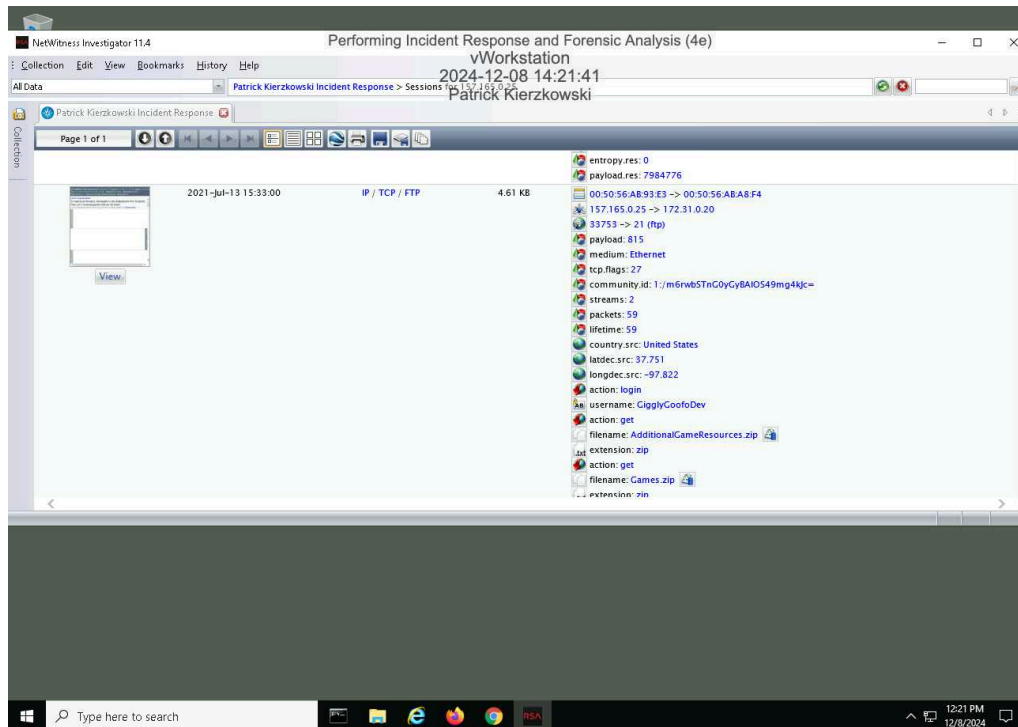 Performing Incident Response and Forensic Analysis (4e)
vWorkstation
2024-12-08 14:21:41
Patrick Kierzkowski
NetWitness Investigator 11.4
Collection Edit View Bookmarks History Help
All Data
Patrick Kierzkowski Incident Response > Sessions for 157.165.0.25
Patrick Kierzkowski Incident Response
Collection
Page 1 of 1
entropy.res: 0
payload.res: 7984776
2021-Jul-13 15:33:00 IP / TCP / FTP 4.61 KB
View
00:50:56:AB:93:E3 -> 00:50:56:AB:A8:F4
157.165.0.25 -> 172.31.0.20
33753 -> 21 (ftp)
payload: 815
medium: Ethernet
tcp.flags: 27
community.id: 1:/m6rwbSTnG0yGyBAIOS49mg4kJc=
streams: 2
packets: 59
lifetime: 59
country.src: United States
latdec.src: 37.751
longdec.src: -97.822
action: login
username: GigglyGoofoDev
action: get
filename: AdditionalGameResources.zip
extension: zip
action: get
filename: Games.zip
extension: zip
Type here to search
RSA
12:21 PM
12/8/2024